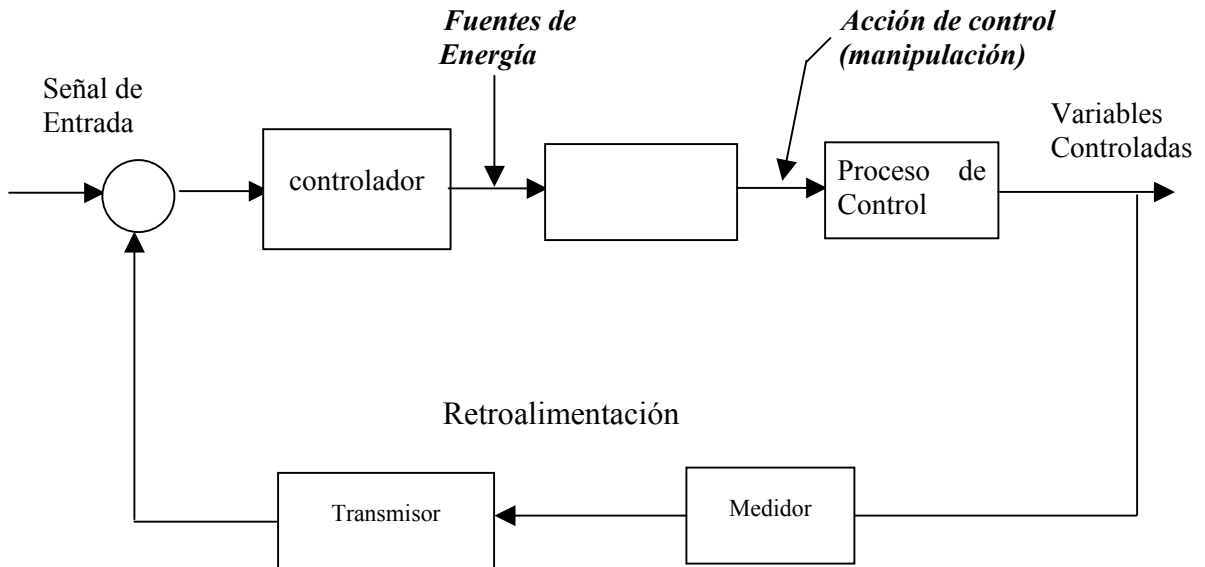 Fuentes de
Energía
Acción de control
(manipulación)
Señal de
Entrada
Variables
Controladas
controlador
Proceso de
Control
Retroalimentación
Transmisor
Medidor